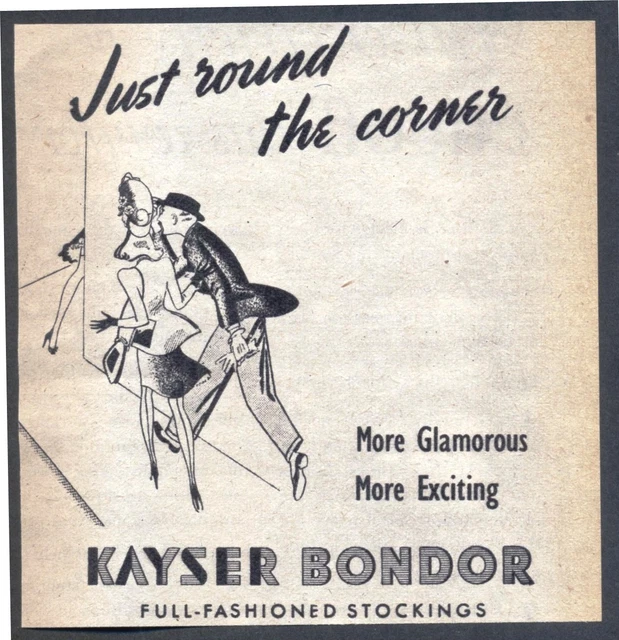 Just round
the corner
More Glamorous
More Exciting
KAYSER BONDOR
FULL-FASHIONED STOCKINGS